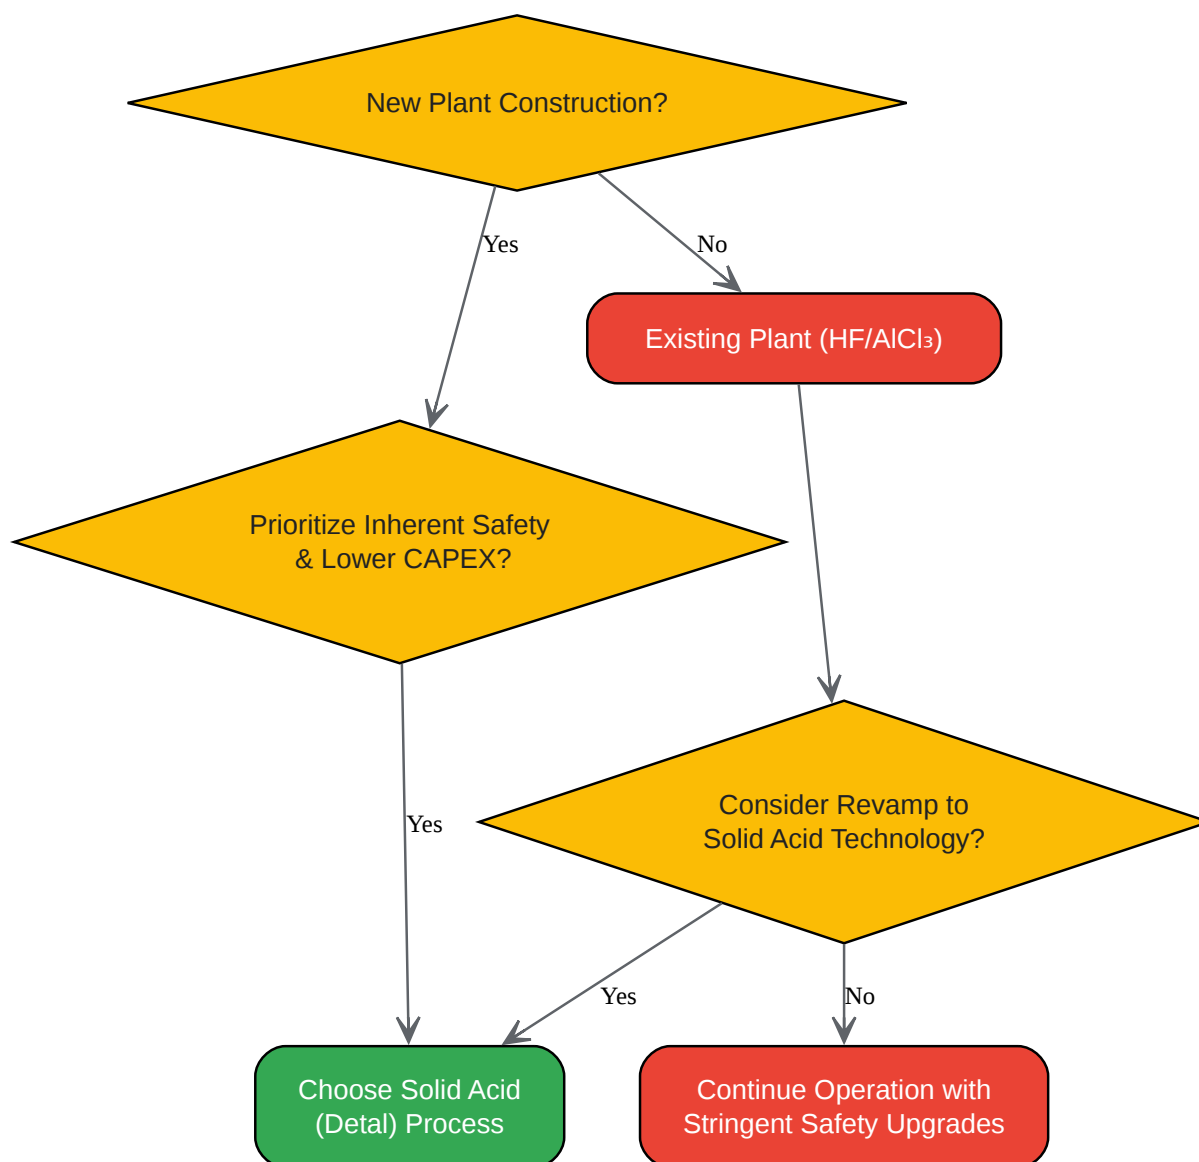 New Plant Construction?
Yes
No
Existing Plant (HF/AlCl₃)
Prioritize Inherent Safety
& Lower CAPEX?
Yes
Consider Revamp to
Solid Acid Technology?
Yes
No
Choose Solid Acid
(Detal) Process
Continue Operation with
Stringent Safety Upgrades